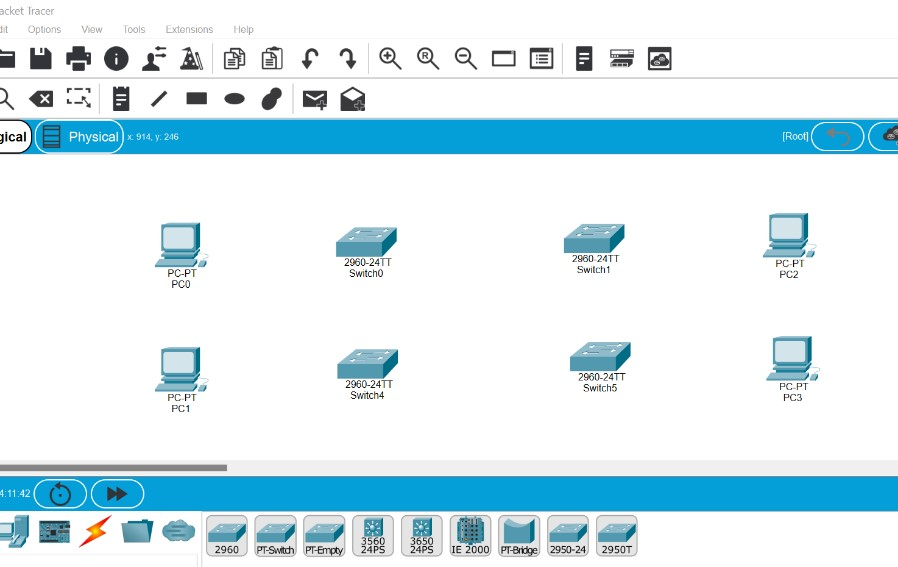 acket Tracer
dit Options View Tools Extensions Help
R
gical Physical x: 914, y: 246 [Root]
PC-PT
PC0
2960-24TT
Switch0
2960-24TT
Switch1
PC-PT
PC2
PC-PT
PC1
2960-24TT
Switch4
2960-24TT
Switch5
PC-PT
PC3
4:11:42
2960
PT-Switch
PT-Empty
3560
24PS
3650
24PS
IE 2000
PT-Bridge
2950-24
2950T